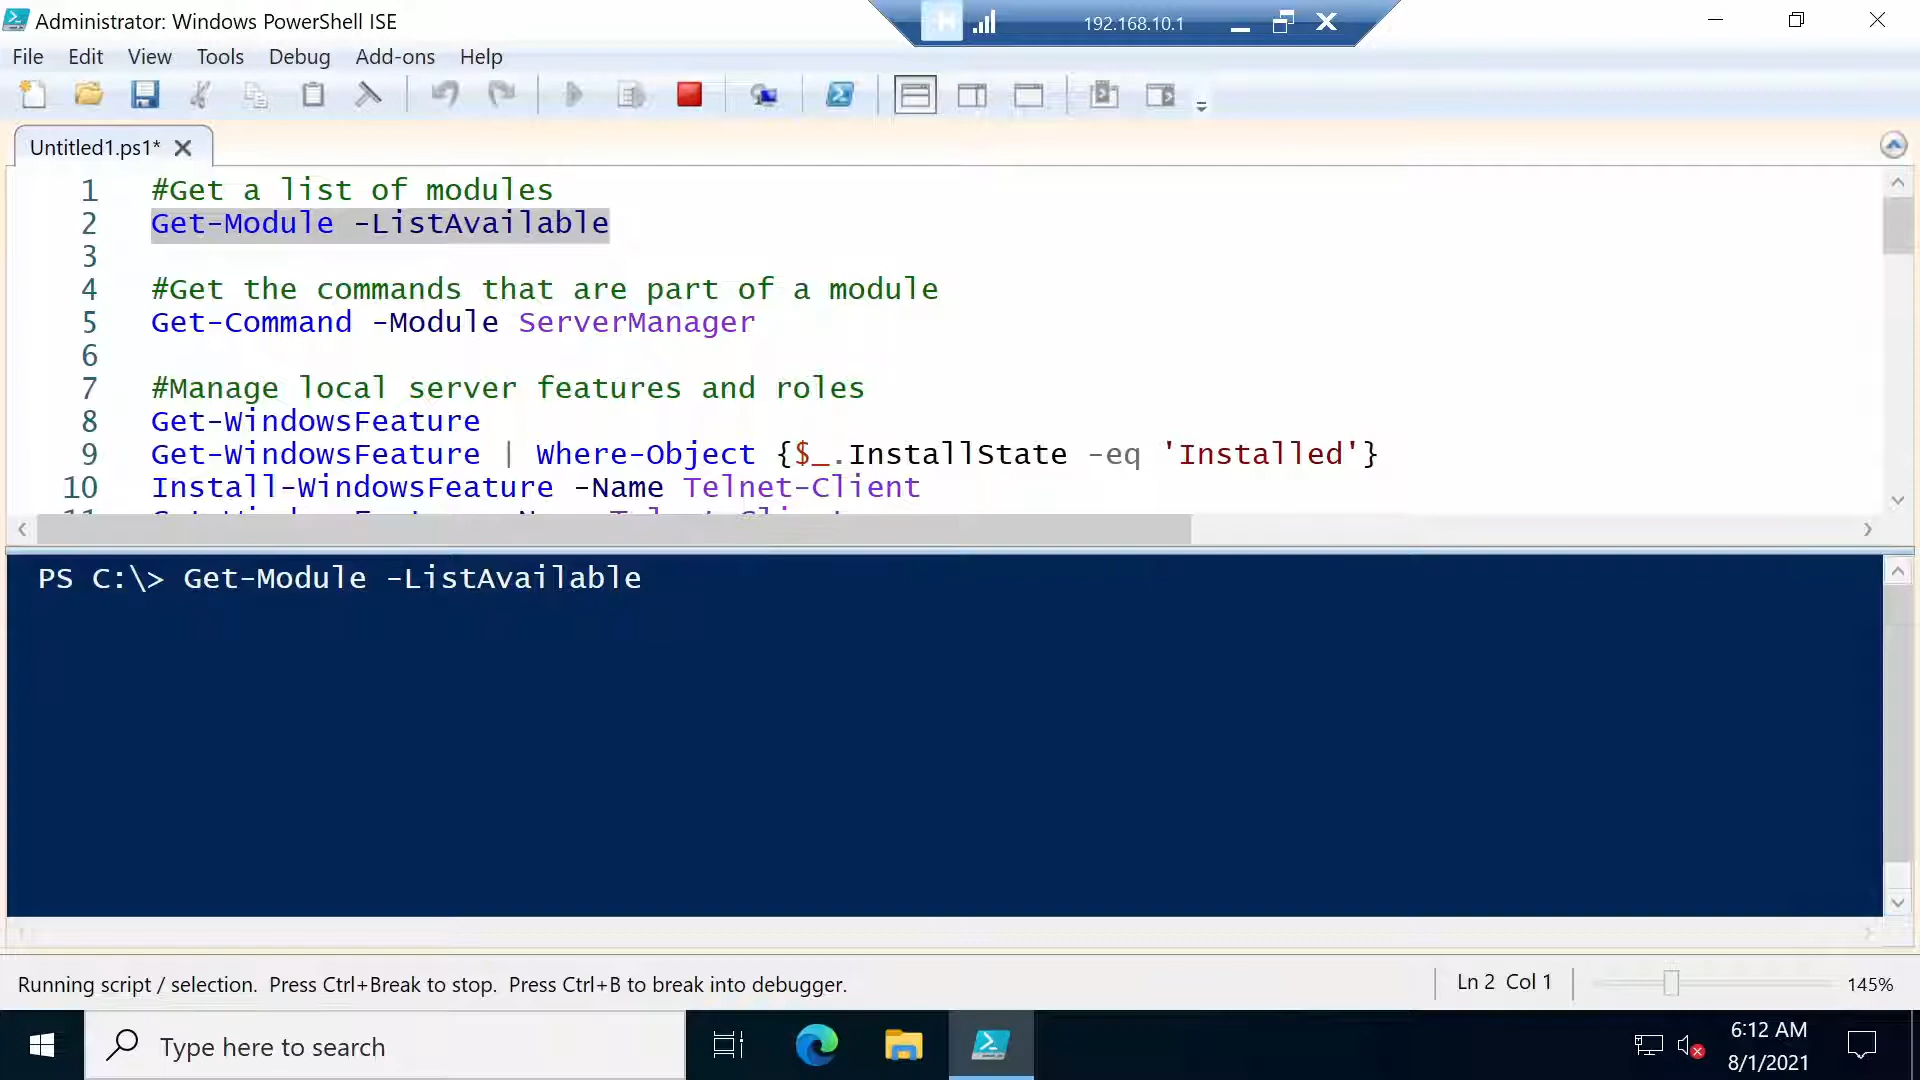 Administrator: Windows PowerShell ISE
192.168.10.1
File Edit View Tools Debug Add-ons Help
Untitled1.ps1*
1 #Get a list of modules
2 Get-Module -ListAvailable
3
4 #Get the commands that are part of a module
5 Get-Command -Module ServerManager
6
7 #Manage local server features and roles
8 Get-WindowsFeature
9 Get-WindowsFeature | Where-Object {$_.InstallState -eq 'Installed'}
10 Install-WindowsFeature -Name Telnet-Client
PS C:\> Get-Module -ListAvailable
Running script / selection. Press Ctrl+Break to stop. Press Ctrl+B to break into debugger.
Ln 2 Col 1
145%
Type here to search
6:12 AM
8/1/2021